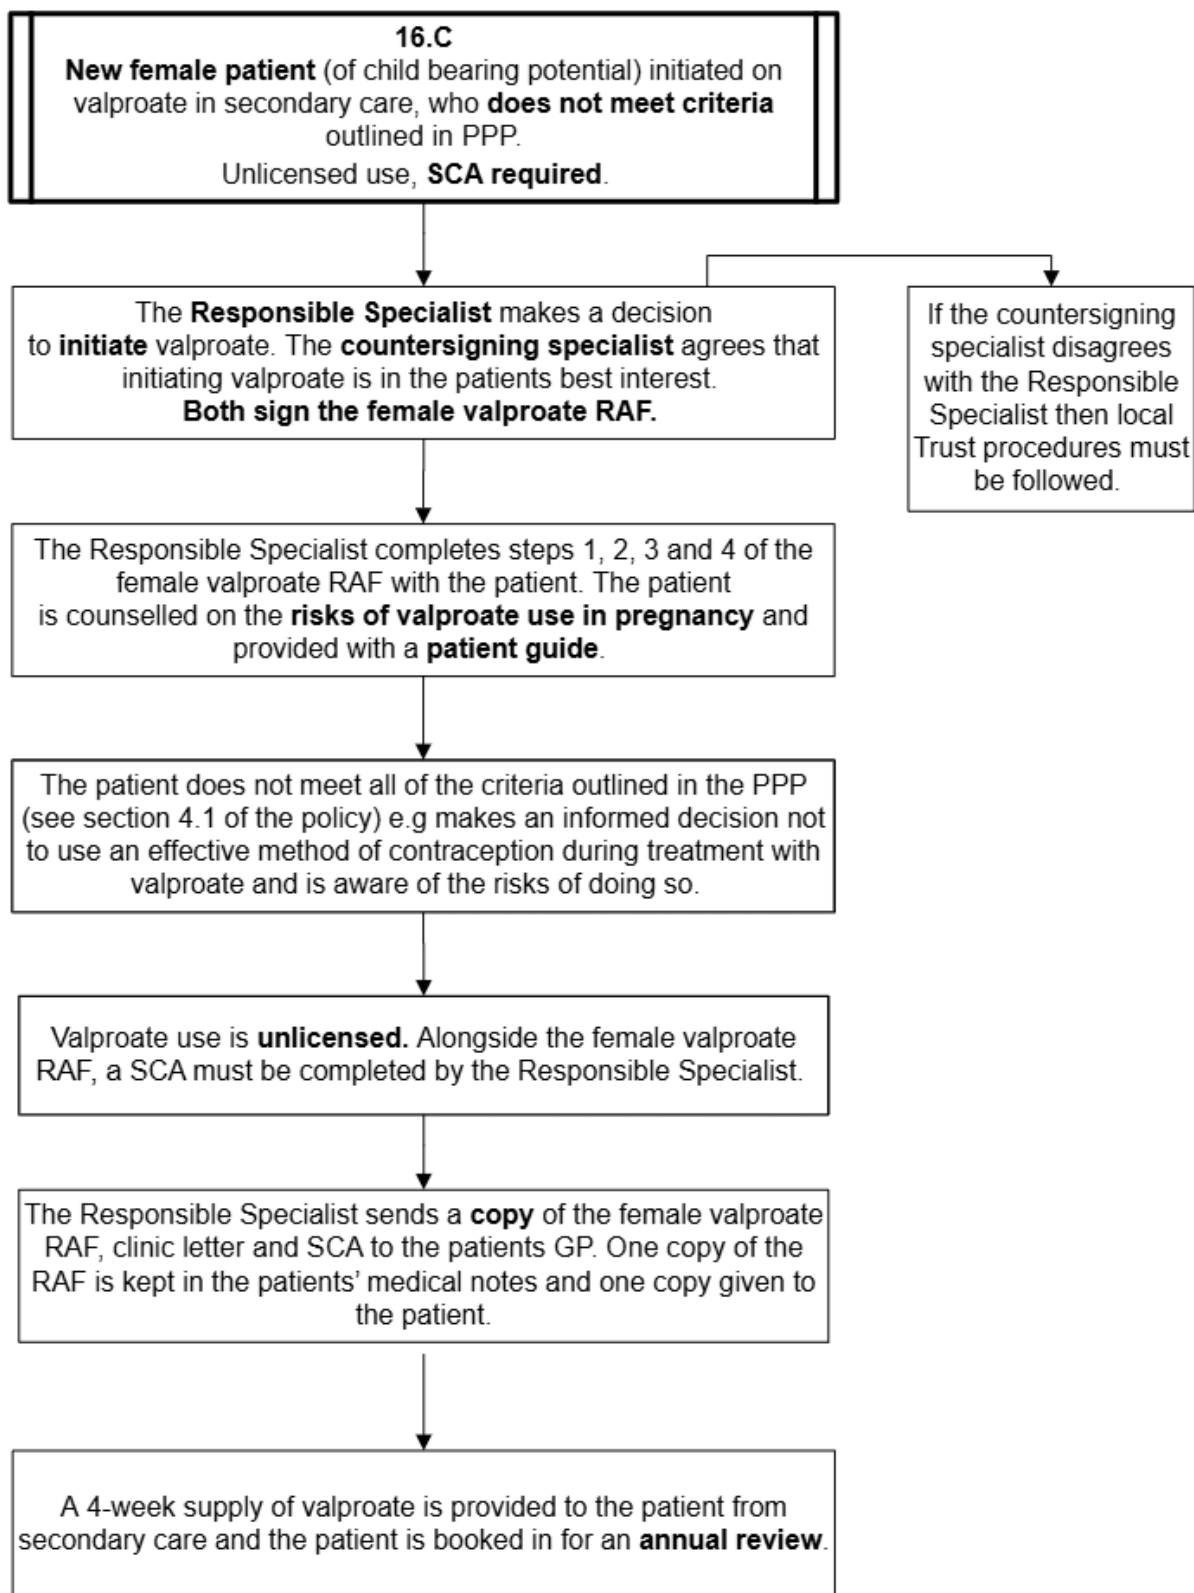 16.C
New female patient (of child bearing potential) initiated on
valproate in secondary care, who does not meet criteria
outlined in PPP.
Unlicensed use, SCA required.
The Responsible Specialist makes a decision
to initiate valproate. The countersigning specialist agrees that
initiating valproate is in the patients best interest.
Both sign the female valproate RAF.
If the countersigning
specialist disagrees
with the Responsible
Specialist then local
Trust procedures must
be followed.
The Responsible Specialist completes steps 1, 2, 3 and 4 of the
female valproate RAF with the patient. The patient
is counselled on the risks of valproate use in pregnancy and
provided with a patient guide.
The patient does not meet all of the criteria outlined in the PPP
(see section 4.1 of the policy) e.g makes an informed decision not
to use an effective method of contraception during treatment with
valproate and is aware of the risks of doing so.
Valproate use is unlicensed. Alongside the female valproate
RAF, a SCA must be completed by the Responsible Specialist.
The Responsible Specialist sends a copy of the female valproate
RAF, clinic letter and SCA to the patients GP. One copy of the
RAF is kept in the patients’ medical notes and one copy given to
the patient.
A 4-week supply of valproate is provided to the patient from
secondary care and the patient is booked in for an annual review.